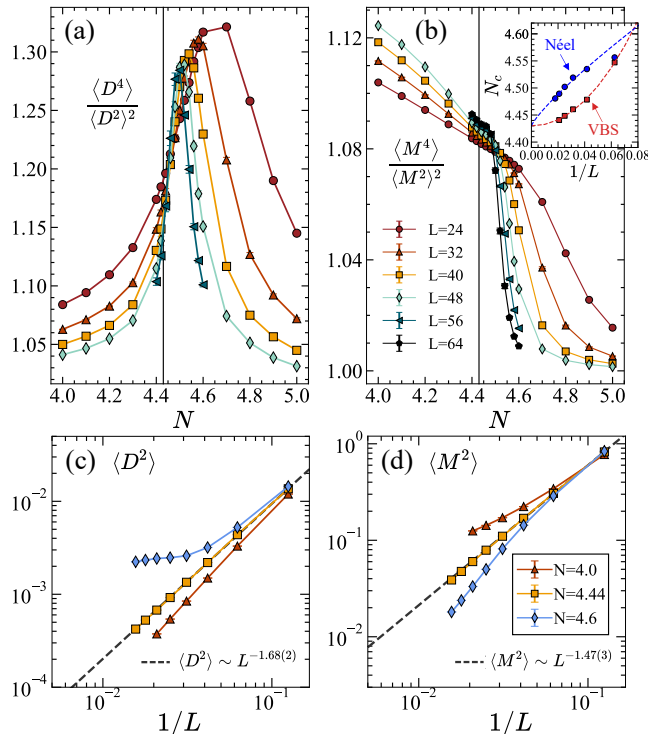 (a)
⟨D⁴⟩
⟨D²⟩²
1.30
1.25
1.20
1.15
1.10
1.05
4.0 4.2 4.4 4.6 4.8 5.0
N
(b)
⟨M⁴⟩
⟨M²⟩²
1.12
1.08
1.04
1.00
L=24
L=32
L=40
L=48
L=56
L=64
4.0 4.2 4.4 4.6 4.8 5.0
N
N_c
4.60
4.55
4.50
4.45
4.40
Néel
VBS
0.00 0.02 0.04 0.06 0.08
1/L
(c) ⟨D²⟩
10⁻²
10⁻³
10⁻⁴
⟨D²⟩ ~ L^−1.68(2)
10⁻² 10⁻¹
1/L
(d) ⟨M²⟩
10⁰
10⁻¹
10⁻²
N=4.0
N=4.44
N=4.6
⟨M²⟩ ~ L^−1.47(3)
10⁻² 10⁻¹
1/L